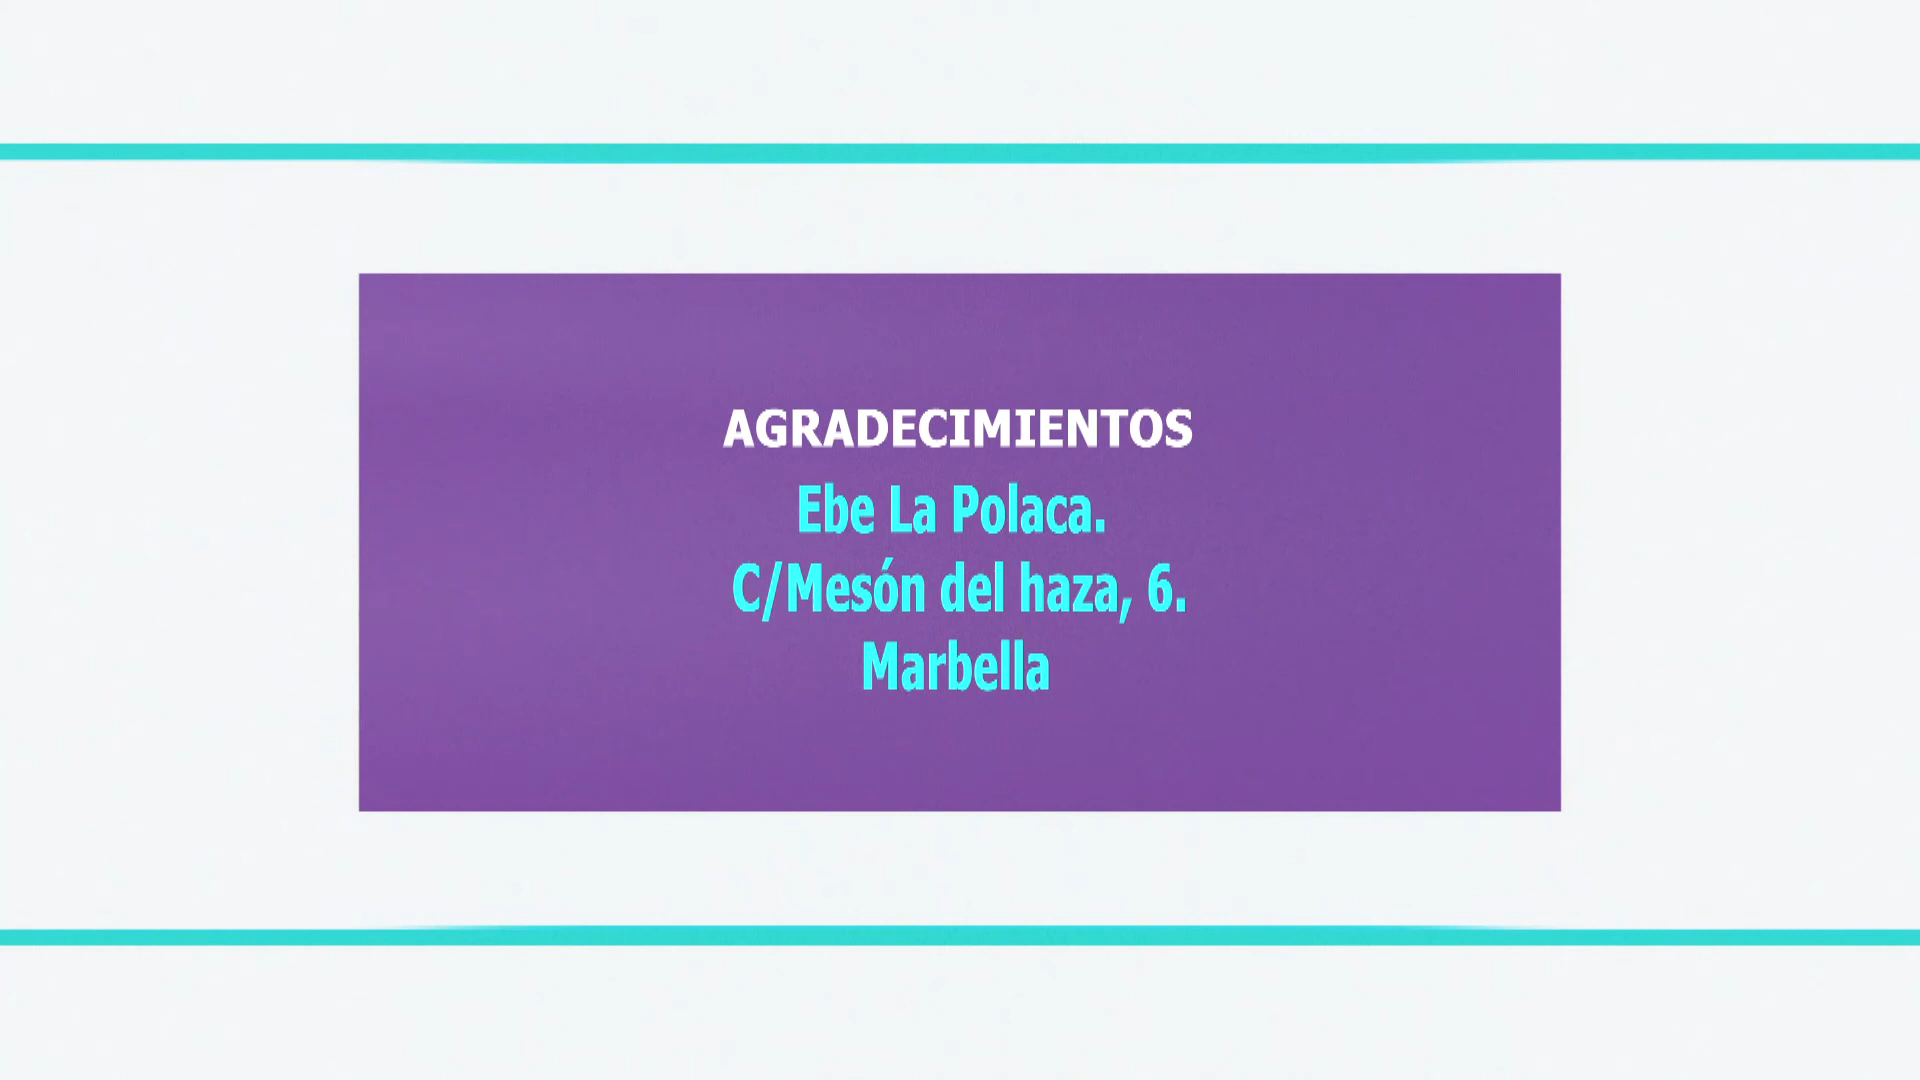 AGRADECIMIENTOS
Ebe La Polaca.
C/Mesón del haza, 6.
Marbella